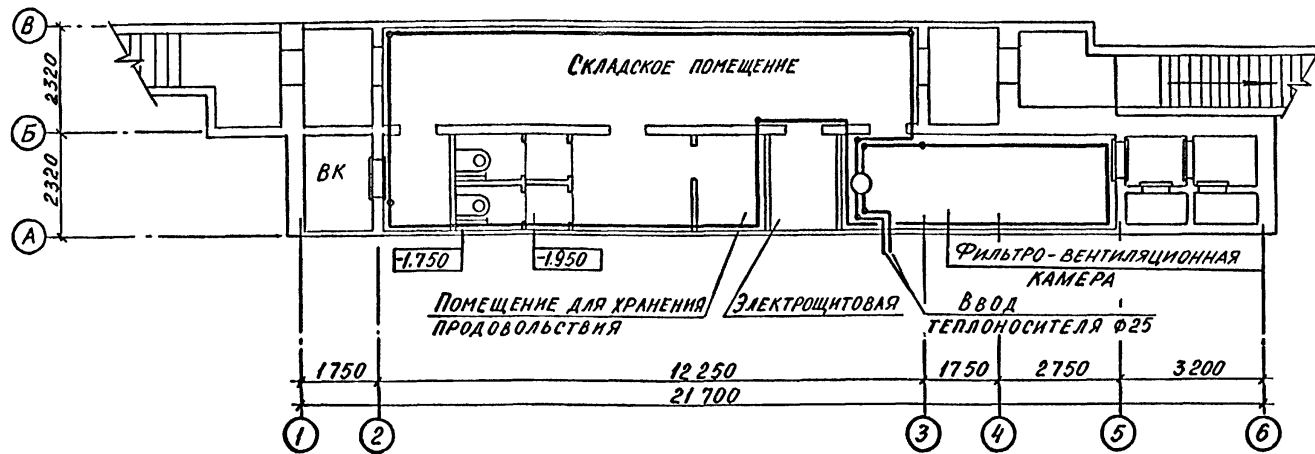 В
2320
Б
2320
А
СКЛАДСКОЕ ПОМЕЩЕНИЕ
ВК
-1.750
-1.950
ПОМЕЩЕНИЕ ДЛЯ ХРАНЕНИЯ
ПРОДОВОЛЬСТВИЯ
ЭЛЕКТРОЩИТОВАЯ
ВВОД
ТЕПЛОНОСИТЕЛЯ Ф25
ФИЛЬТРО-ВЕНТИЛЯЦИОННАЯ
КАМЕРА
1750
12 250
1750
2750
3200
21 700
1
2
3
4
5
6